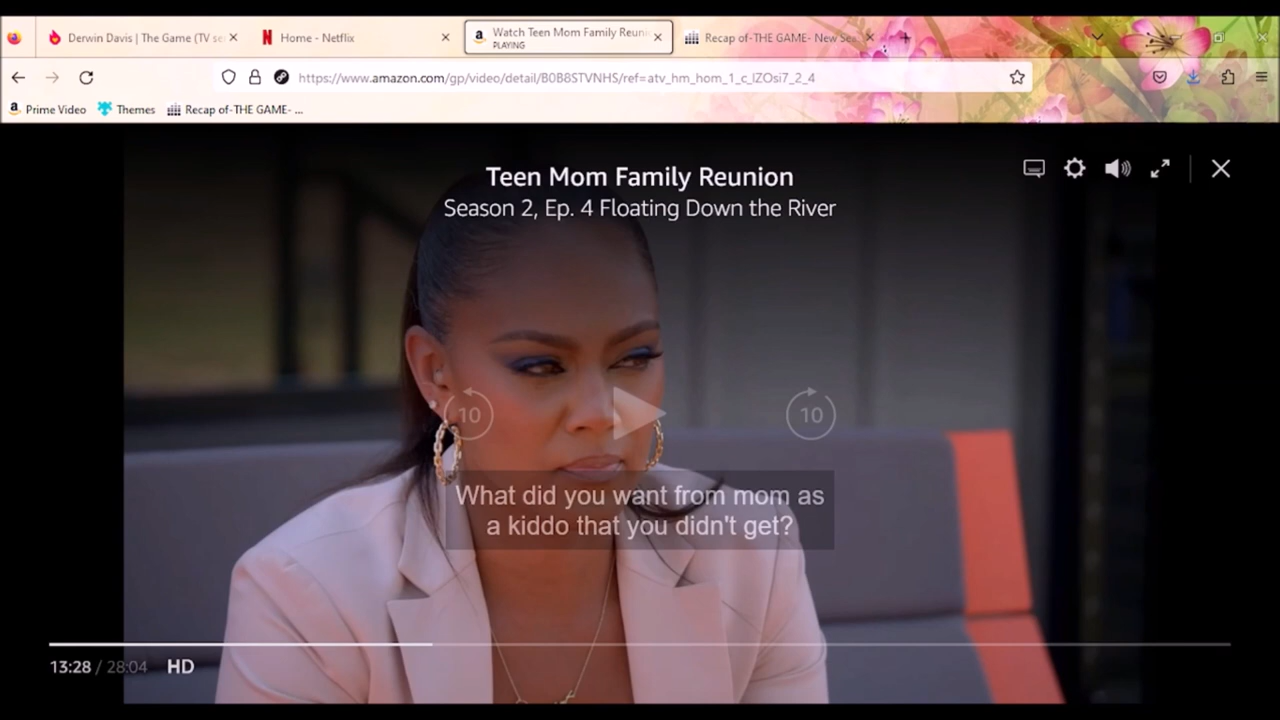 Derwin Davis | The Game (TV se
Home - Netflix
Watch Teen Mom Family Reuni
PLAYING
Recap of-THE GAME- New Sea
https://www.amazon.com/gp/video/detail/B0B8STVNHS/ref=atv_hm_hom_1_c_lZOsi7_2_4
Prime Video
Themes
Recap of-THE GAME- ...
Teen Mom Family Reunion
Season 2, Ep. 4 Floating Down the River
10
10
What did you want from mom as
a kiddo that you didn't get?
13:28 / 28:04
HD